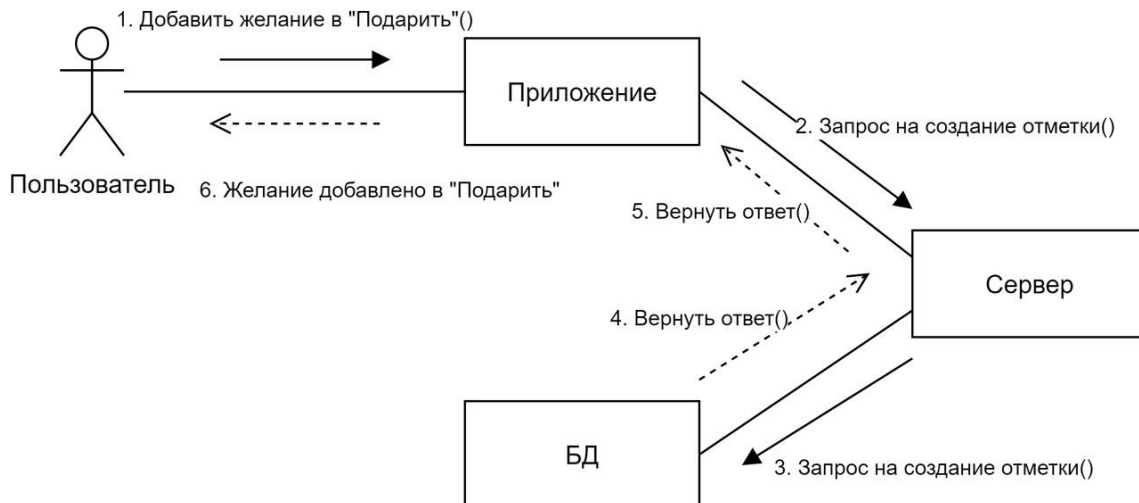 1. Добавить желание в "Подарить"()
Приложение
2. Запрос на создание отметки()
Пользователь
6. Желание добавлено в "Подарить"
5. Вернуть ответ()
Сервер
4. Вернуть ответ()
БД
3. Запрос на создание отметки()